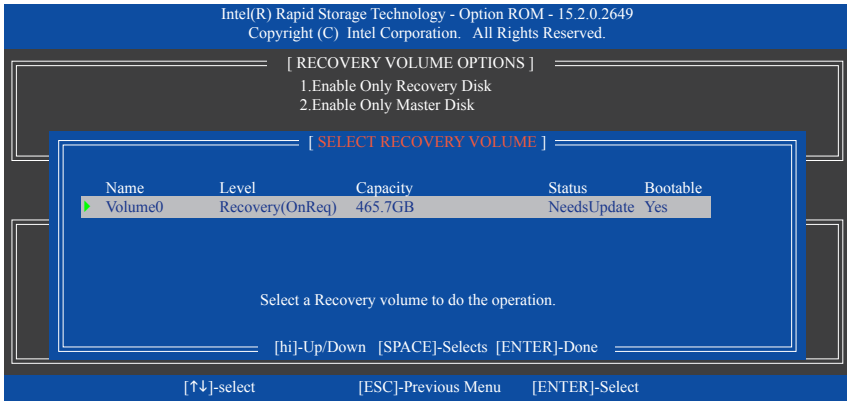 Intel(R) Rapid Storage Technology - Option ROM - 15.2.0.2649
Copyright (C) Intel Corporation. All Rights Reserved.
[ RECOVERY VOLUME OPTIONS ]
1.Enable Only Recovery Disk
2.Enable Only Master Disk
[ SELECT RECOVERY VOLUME ]
Name Level Capacity Status Bootable
Volume0 Recovery(OnReq) 465.7GB NeedsUpdate Yes
Select a Recovery volume to do the operation.
[hi]-Up/Down [SPACE]-Selects [ENTER]-Done
[↑↓]-select [ESC]-Previous Menu [ENTER]-Select